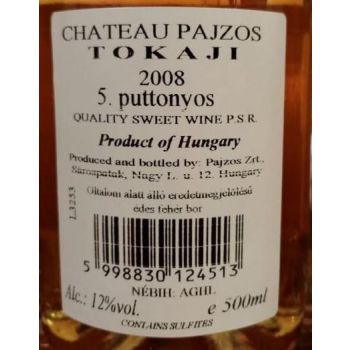 CHATEAU PAJZOS
TOKAJI
2008
5. puttonyos
QUALITY SWEET WINE P.S.R.
Product of Hungary
Produced and bottled by: Pajzos Zrt.,
Sárospatak, Nagy L. u. 12. Hungary
Oltalom alatt álló eredetmegjelölésű
édes fehér bor
L3253
5 998830 124513
NÉBIH: AGHL
Alc.: 12%vol.
e 500ml
CONTAINS SULFITES